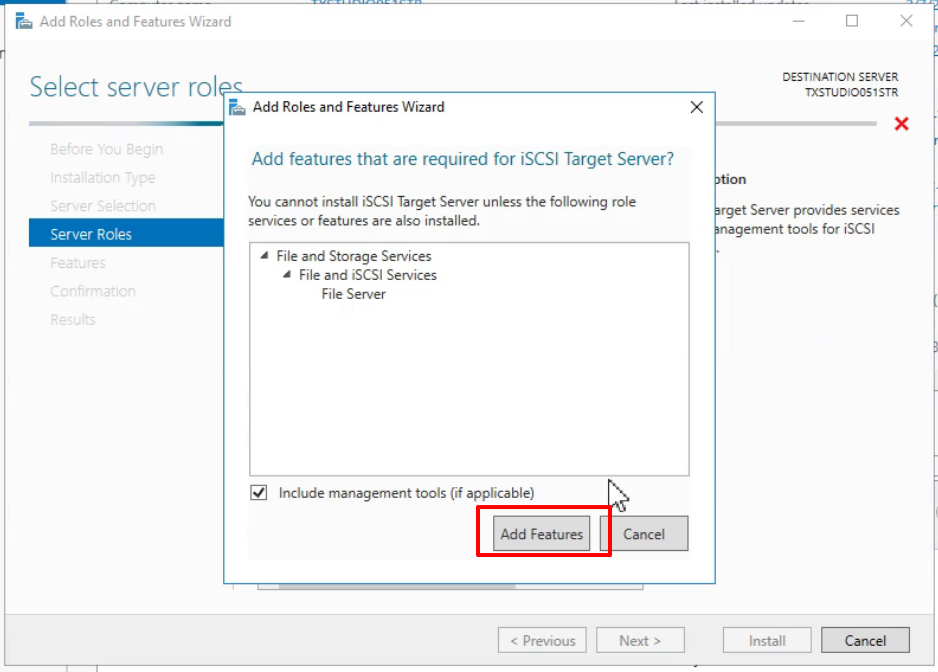 Add Roles and Features Wizard
Select server roles
DESTINATION SERVER
TXSTUDIO051STR
Before You Begin
Installation Type
Server Selection
Server Roles
Features
Confirmation
Results
Add Roles and Features Wizard
Add features that are required for iSCSI Target Server?
You cannot install iSCSI Target Server unless the following role
services or features are also installed.
File and Storage Services
File and iSCSI Services
File Server
Include management tools (if applicable)
Add Features
Cancel
ption
arget Server provides services
anagement tools for iSCSI
.
< Previous
Next >
Install
Cancel